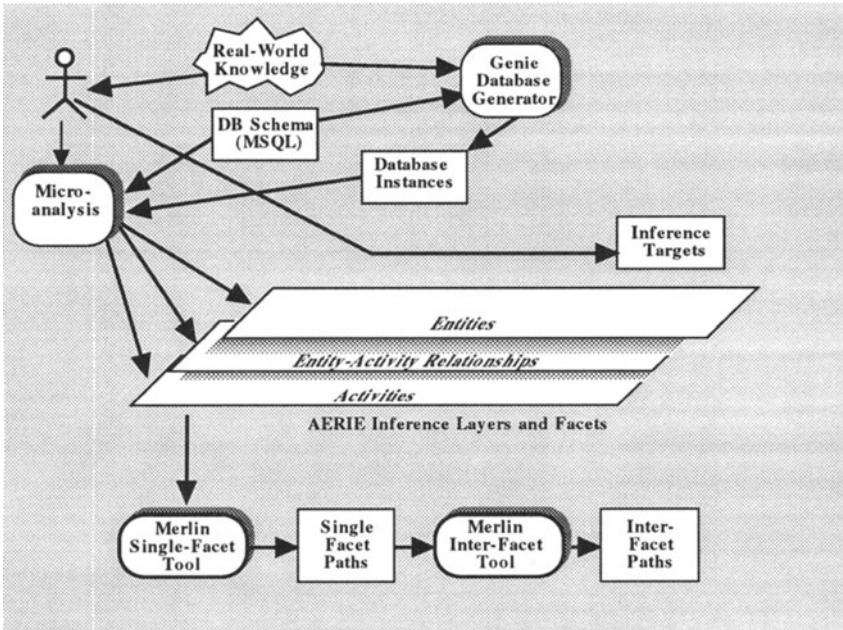 Real-World
Knowledge
Genie
Database
Generator
DB Schema
(MSQL)
Database
Instances
Micro-
analysis
Inference
Targets
Entities
Entity-Activity Relationships
Activities
AERIE Inference Layers and Facets
Merlin
Single-Facet
Tool
Single
Facet
Paths
Merlin
Inter-Facet
Tool
Inter-
Facet
Paths